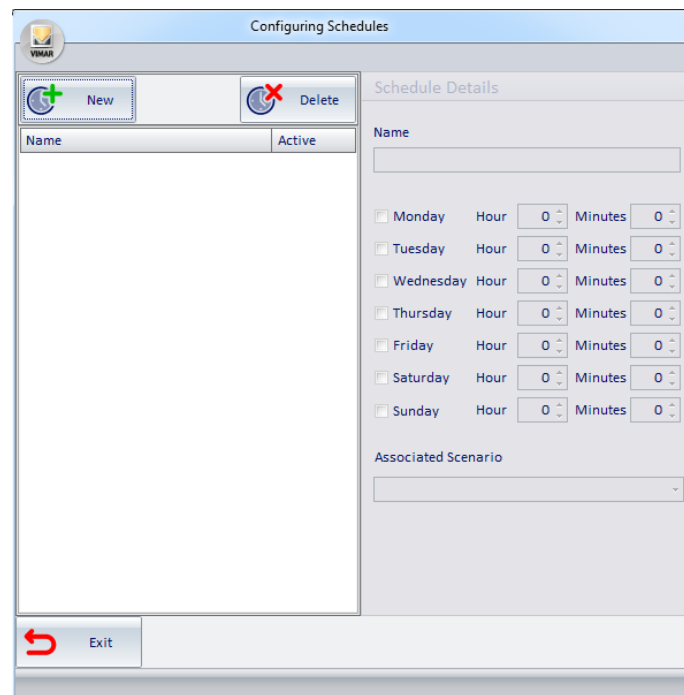 Configuring Schedules
VIMAR
New
Delete
Name Active
Schedule Details
Name
Monday Hour 0 Minutes 0
Tuesday Hour 0 Minutes 0
Wednesday Hour 0 Minutes 0
Thursday Hour 0 Minutes 0
Friday Hour 0 Minutes 0
Saturday Hour 0 Minutes 0
Sunday Hour 0 Minutes 0
Associated Scenario
Exit